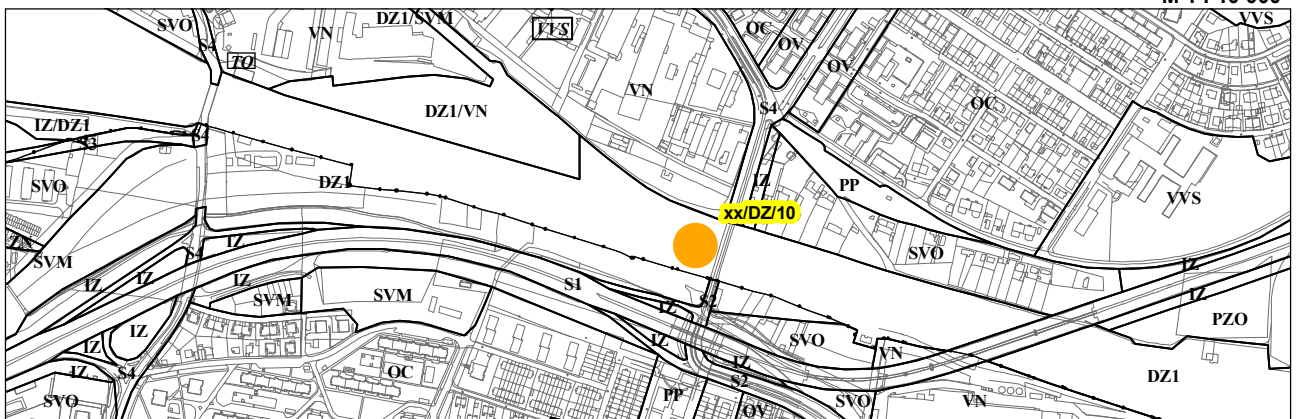 SVO
VN
DZ1/SVM
VVS
OC
OV
VVS
S4
TO
OV
VN
DZ1/VN
S4
OC
IZ/DZ1
S4
S3
SVO
DZ1
IZ
PP
VVS
xx/DZ/10
ZN
SVM
S4
IZ
SVO
IZ
IZ
IZ
IZ
S1
IZ
SVM
SVM
S2
IZ
PZO
IZ
IZ
SVO
VN
IZ
S4
OC
IZ
S2
DZ1
SVO
PP
OV
SVO
VN